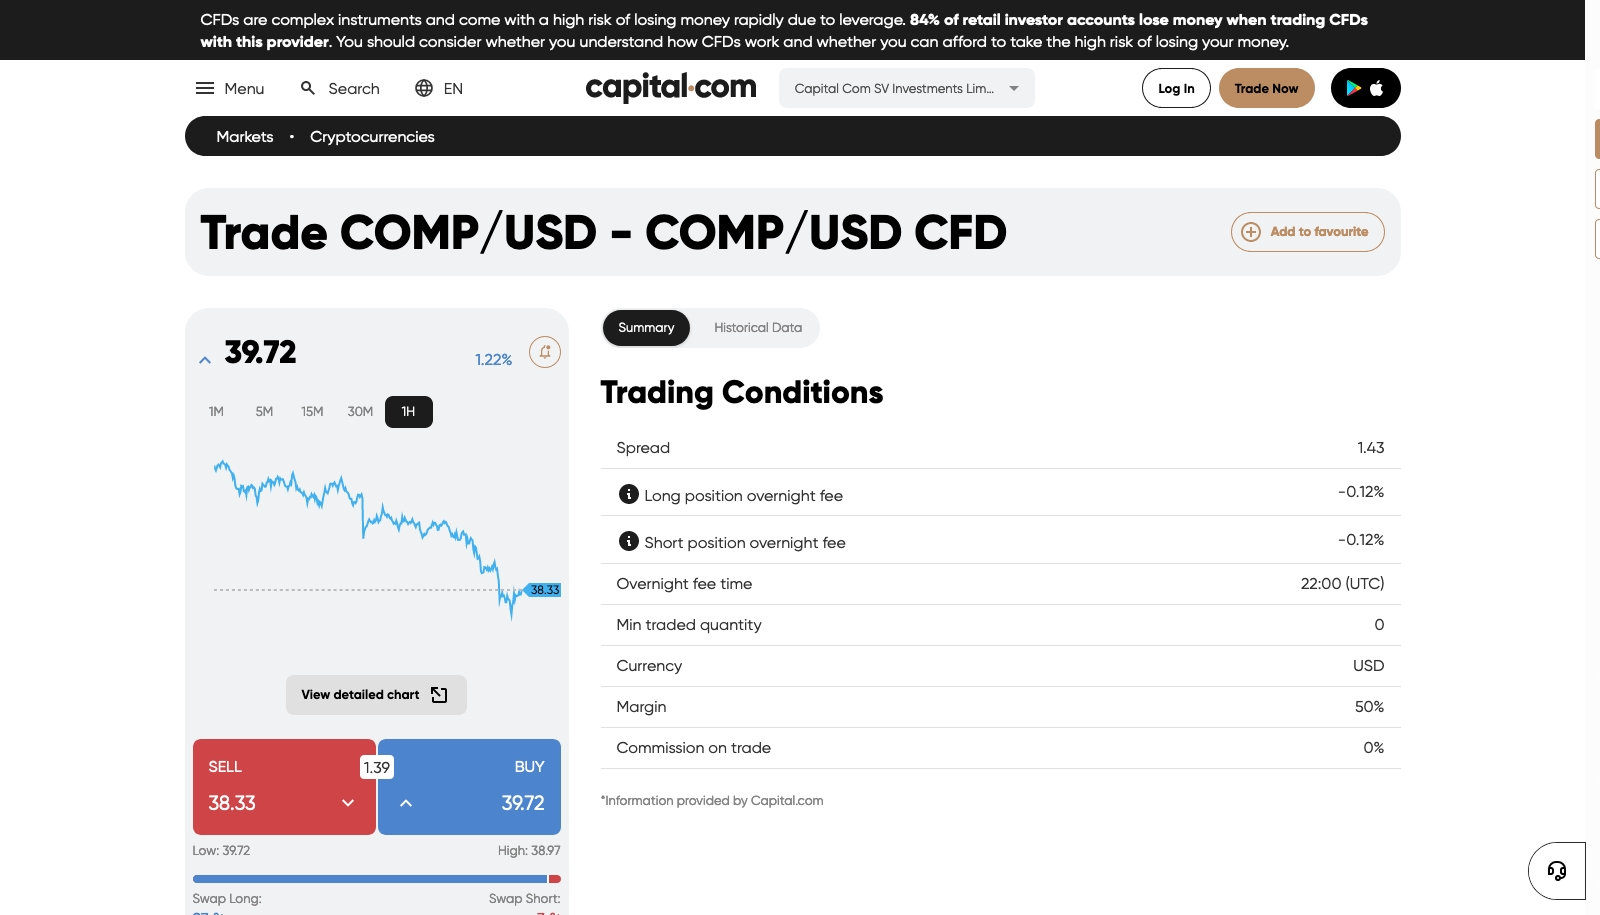 CFDs are complex instruments and come with a high risk of losing money rapidly due to leverage. 84% of retail investor accounts lose money when trading CFDs
with this provider. You should consider whether you understand how CFDs work and whether you can afford to take the high risk of losing your money.
Menu
Search
EN
capital.com
Capital Com SV Investments Lim...
Log In
Trade Now
Markets • Cryptocurrencies
Trade COMP/USD - COMP/USD CFD
Add to favourite
39.72
1.22%
1M 5M 15M 30M 1H
38.33
View detailed chart
SELL
38.33
1.39
BUY
39.72
Low: 39.72
High: 38.97
Swap Long:
Swap Short:
Summary
Historical Data
Trading Conditions
Spread 1.43
Long position overnight fee -0.12%
Short position overnight fee -0.12%
Overnight fee time 22:00 (UTC)
Min traded quantity 0
Currency USD
Margin 50%
Commission on trade 0%
*Information provided by Capital.com